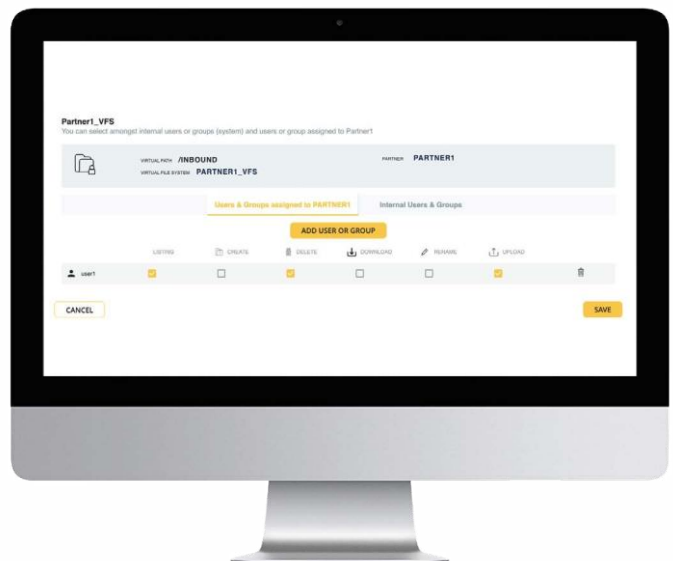 Partner1_VFS
You can select amongst internal users or groups (system) and users or group assigned to Partner1
VIRTUAL PATH /INBOUND PARTNER PARTNER1
VIRTUAL FILE SYSTEM PARTNER1_VFS
Users & Groups assigned to PARTNER1 Internal Users & Groups
ADD USER OR GROUP
LISTING CREATE DELETE DOWNLOAD RENAME UPLOAD
user1
CANCEL SAVE